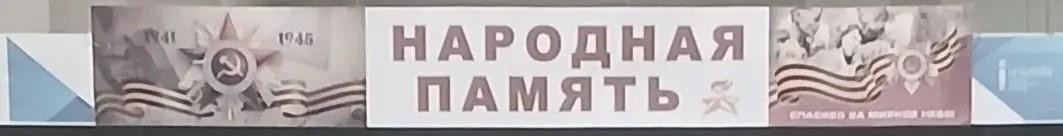 1941 1945
НАРОДНАЯ
ПАМЯТЬ
СПАСИБО ЗА МИРНОЕ НЕБО!